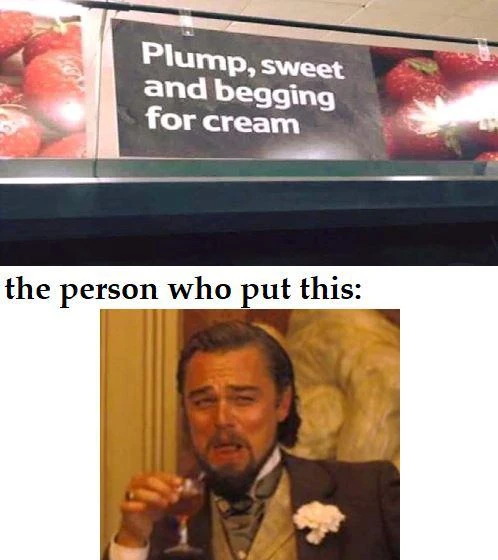 Plump, sweet
and begging
for cream
the person who put this: